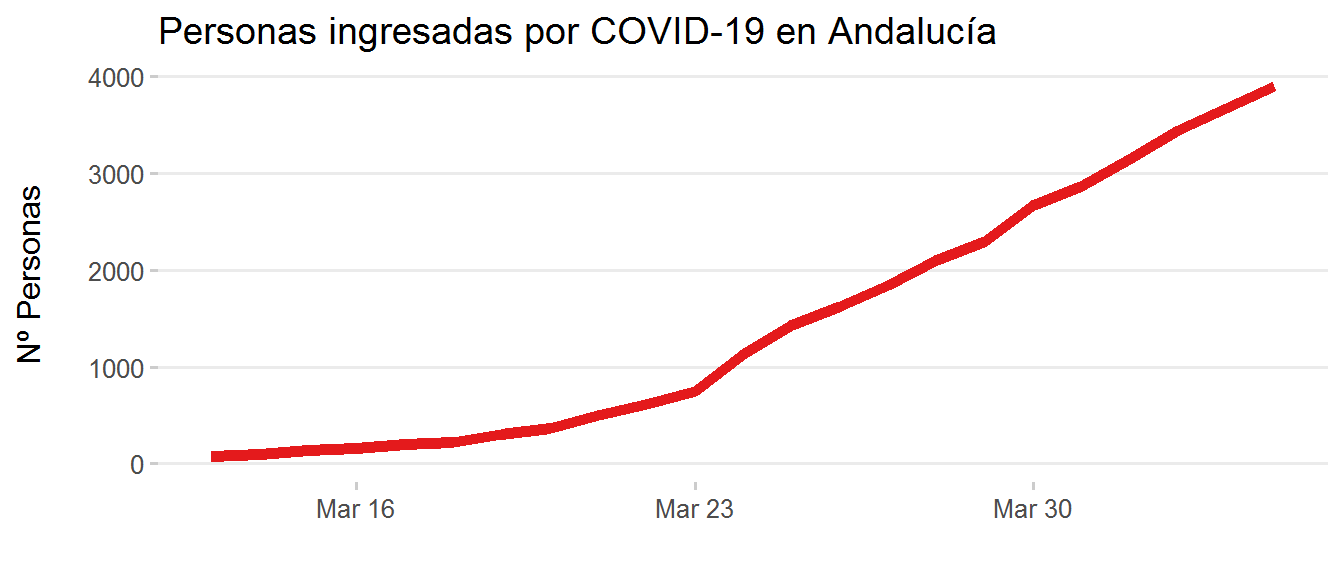 Personas ingresadas por COVID-19 en Andalucía
4000
3000
2000
1000
0
Nº Personas
Mar 16
Mar 23
Mar 30